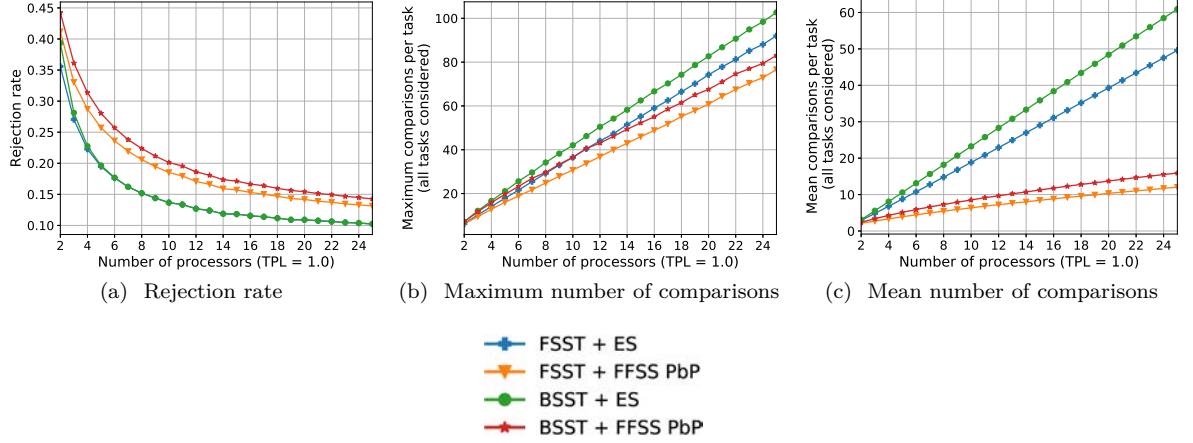 0.45
0.40
0.35
0.30
0.25
0.20
0.15
0.10
Rejection rate
2 4 6 8 10 12 14 16 18 20 22 24
Number of processors (TPL = 1.0)
(a) Rejection rate
100
80
60
40
20
Maximum comparisons per task
(all tasks considered)
2 4 6 8 10 12 14 16 18 20 22 24
Number of processors (TPL = 1.0)
(b) Maximum number of comparisons
60
50
40
30
20
10
0
Mean comparisons per task
(all tasks considered)
2 4 6 8 10 12 14 16 18 20 22 24
Number of processors (TPL = 1.0)
(c) Mean number of comparisons
FSST + ES
FSST + FFSS PbP
BSST + ES
BSST + FFSS PbP